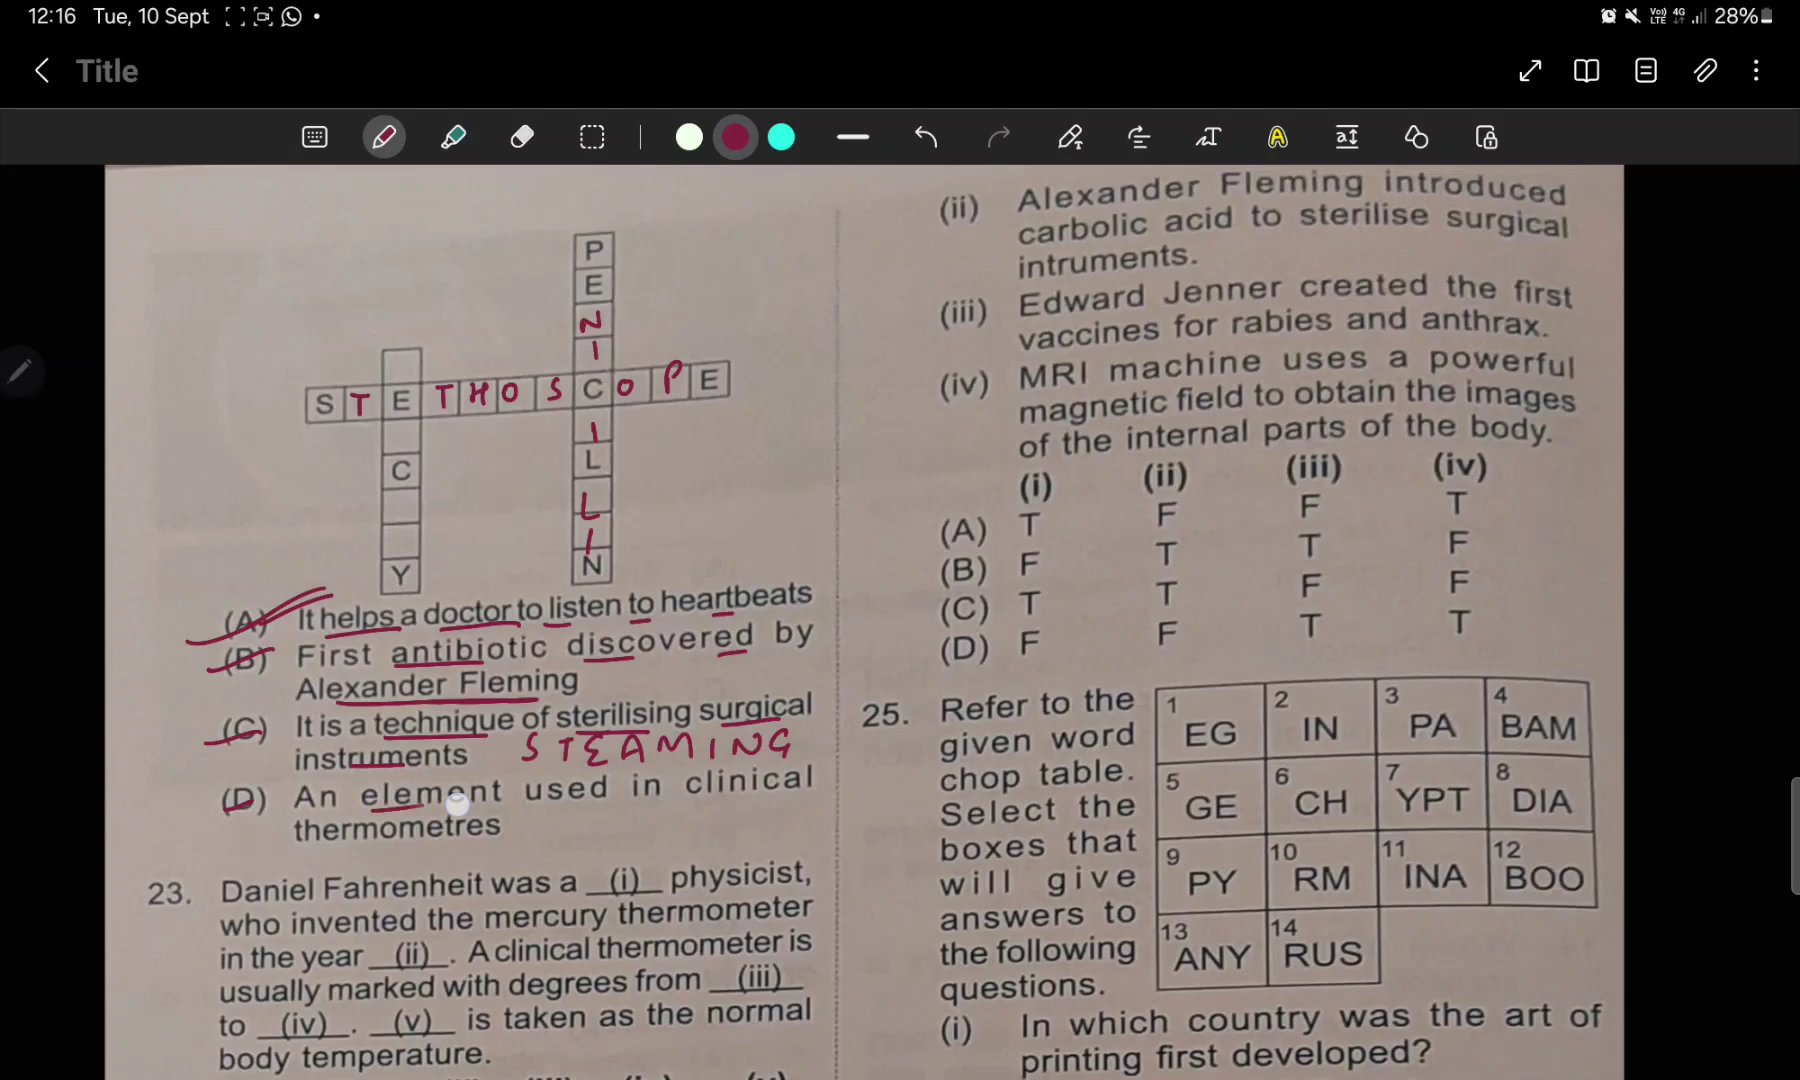 12:16 Tue, 10 Sept
Vo) LTE 4G 28%
Title
P
E
N
I
S T E T H O S C O P E
I
C L
L
I
Y N
(A) It helps a doctor to listen to heartbeats
(B) First antibiotic discovered by
Alexander Fleming
(C) It is a technique of sterilising surgical
instruments STEAMING
(D) An element used in clinical
thermometres
23. Daniel Fahrenheit was a (i) physicist,
who invented the mercury thermometer
in the year (ii). A clinical thermometer is
usually marked with degrees from (iii)
to (iv). (v) is taken as the normal
body temperature.
(ii) Alexander Fleming introduced
carbolic acid to sterilise surgical
intruments.
(iii) Edward Jenner created the first
vaccines for rabies and anthrax.
(iv) MRI machine uses a powerful
magnetic field to obtain the images
of the internal parts of the body.
(i) (ii) (iii) (iv)
(A) T F F T
(B) F T T F
(C) T T F F
(D) F F T T
25. Refer to the
given word
chop table.
Select the
boxes that
will give
answers to
the following
questions.
1 EG 2 IN 3 PA 4 BAM
5 GE 6 CH 7 YPT 8 DIA
9 PY 10 RM 11 INA 12 BOO
13 ANY 14 RUS
(i) In which country was the art of
printing first developed?